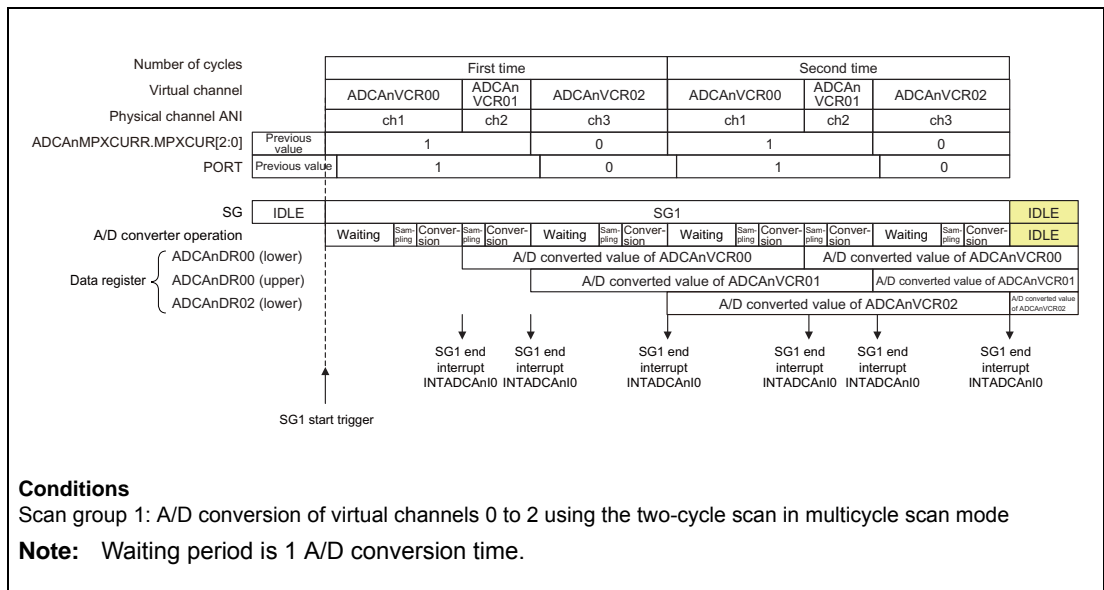 Number of cycles First time Second time
Virtual channel ADCAnVCR00 ADCAn VCR01 ADCAnVCR02 ADCAnVCR00 ADCAn VCR01 ADCAnVCR02
Physical channel ANI ch1 ch2 ch3 ch1 ch2 ch3
ADCAnMPXCURR.MPXCUR[2:0] Previous value 1 0 1 0
PORT Previous value 1 0 1 0
SG IDLE SG1 IDLE
A/D converter operation Waiting Sam-pling Conver-sion Sam-pling Conver-sion Waiting Sam-pling Conver-sion Waiting Sam-pling Conver-sion Sam-pling Conver-sion Waiting Sam-pling Conver-sion IDLE
ADCAnDR00 (lower) A/D converted value of ADCAnVCR00 A/D converted value of ADCAnVCR00
Data register ADCAnDR00 (upper) A/D converted value of ADCAnVCR01 A/D converted value of ADCAnVCR01
ADCAnDR02 (lower) A/D converted value of ADCAnVCR02 A/D converted value of ADCAnVCR02
SG1 end SG1 end SG1 end SG1 end SG1 end SG1 end
interrupt interrupt interrupt interrupt interrupt interrupt
INTADCAnI0 INTADCAnI0 INTADCAnI0 INTADCAnI0 INTADCAnI0 INTADCAnI0
SG1 start trigger
Conditions
Scan group 1: A/D conversion of virtual channels 0 to 2 using the two-cycle scan in multicycle scan mode
Note: Waiting period is 1 A/D conversion time.